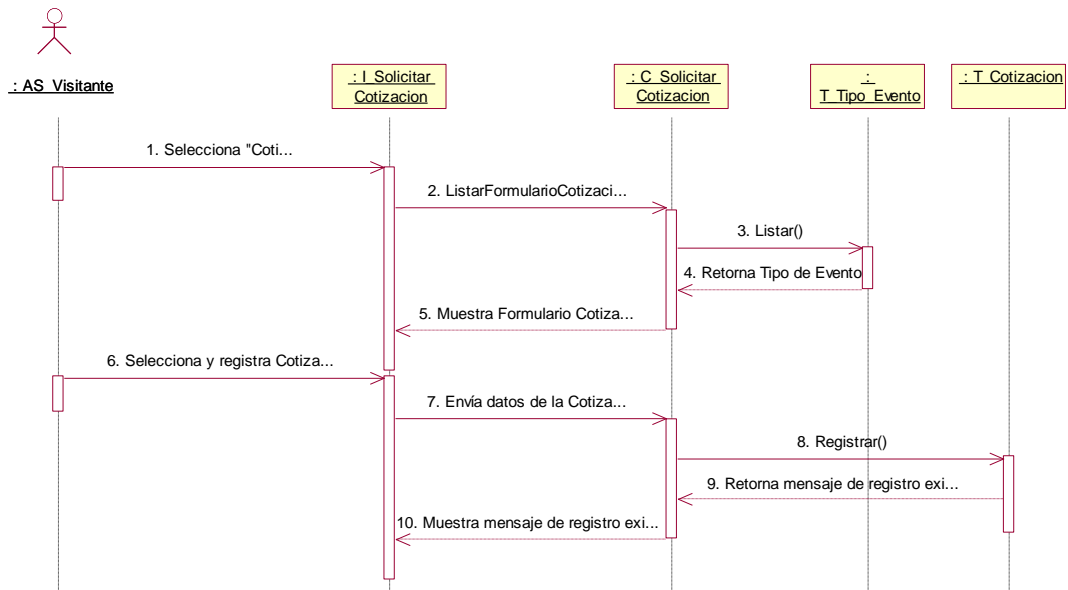 : AS_Visitante
: I_Solicitar
Cotizacion
: C_Solicitar
Cotizacion
:
T_Tipo_Evento
: T_Cotizacion
1. Selecciona "Coti...
2. ListarFormularioCotizaci...
3. Listar()
4. Retorna Tipo de Evento
5. Muestra Formulario Cotiza...
6. Selecciona y registra Cotiza...
7. Envía datos de la Cotiza...
8. Registrar()
9. Retorna mensaje de registro exi...
10. Muestra mensaje de registro exi...